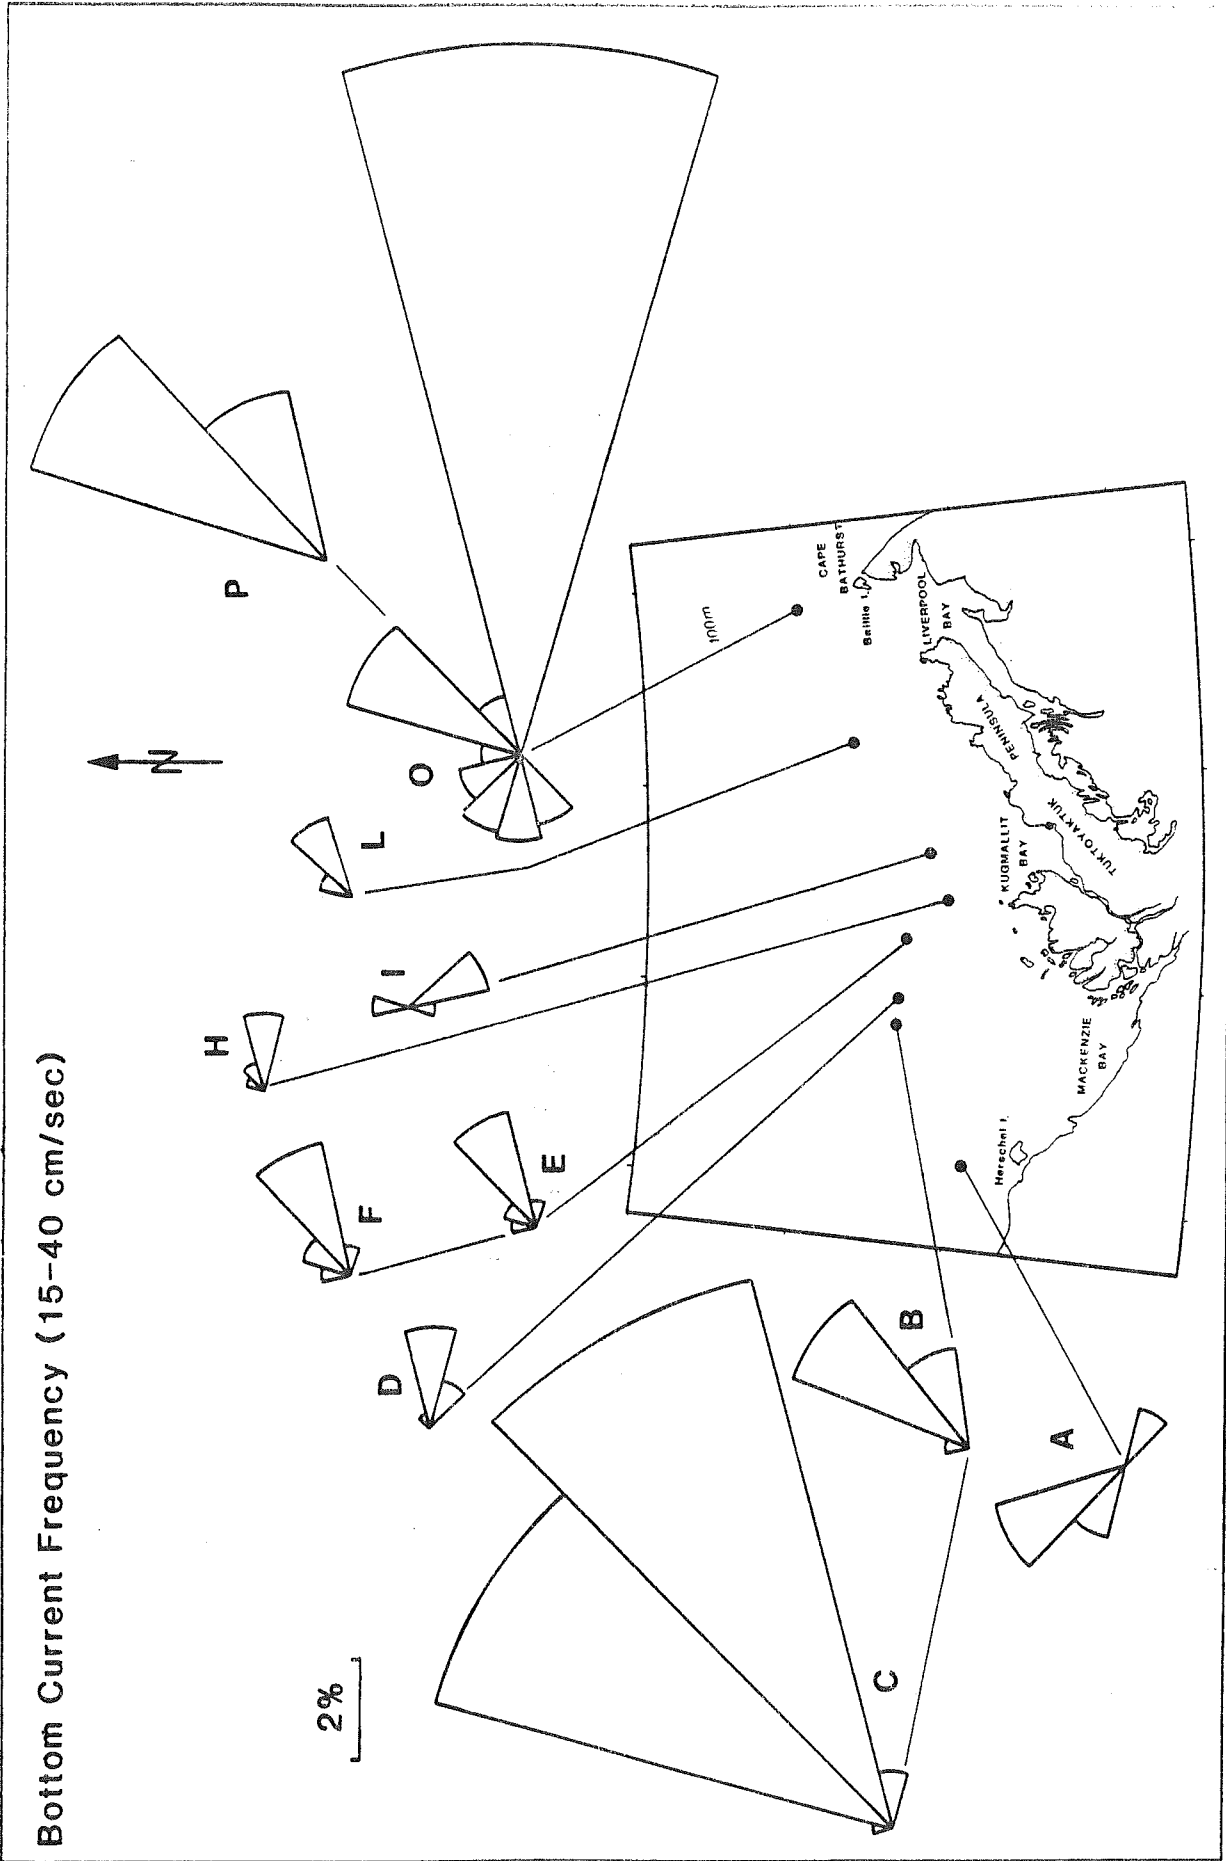 Bottom Current Frequency (15-40 cm/sec)
2%
N
P
O
L
I
H
F
E
D
B
C
A
100m
CAPE
BATHURST
Baillie I.
LIVERPOOL
BAY
PENINSULA
TUKTOYAKTUK
KUGMALLIT
BAY
MACKENZIE
BAY
Herschel I.